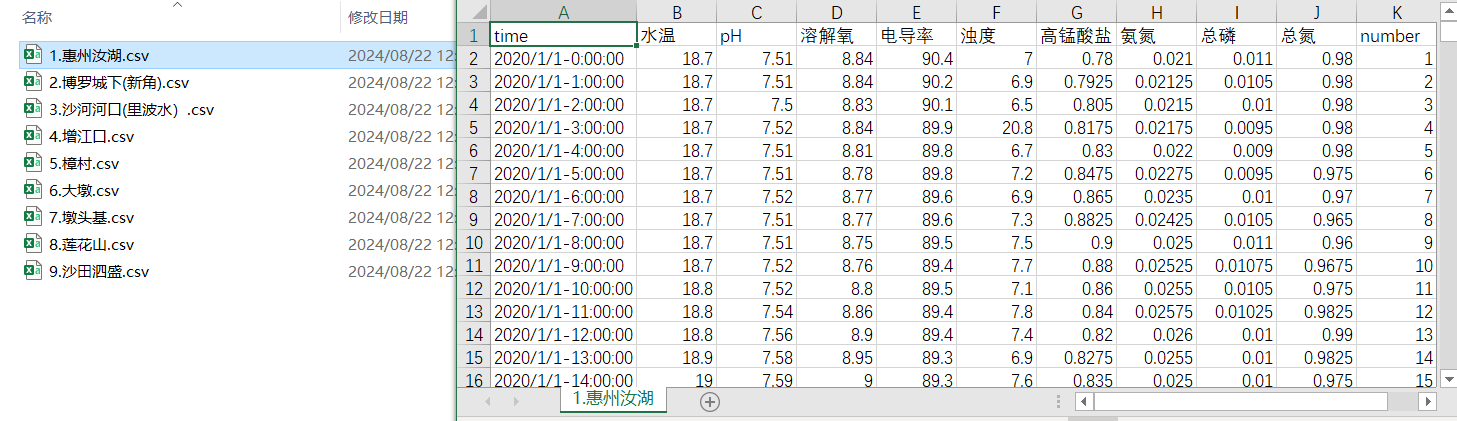 名称 修改日期
1.惠州汝湖.csv 2024/08/22 12:
2.博罗城下(新角).csv 2024/08/22 12:
3.沙河河口(里波水）.csv 2024/08/22 12:
4.增江口.csv 2024/08/22 12:
5.樟村.csv 2024/08/22 12:
6.大墩.csv 2024/08/22 12:
7.墩头基.csv 2024/08/22 12:
8.莲花山.csv 2024/08/22 12:
9.沙田泗盛.csv 2024/08/22 12:
A B C D E F G H I J K
1 time 水温 pH 溶解氧 电导率 浊度 高锰酸盐 氨氮 总磷 总氮 number
2 2020/1/1-0:00:00 18.7 7.51 8.84 90.4 7 0.78 0.021 0.011 0.98 1
3 2020/1/1-1:00:00 18.7 7.51 8.84 90.2 6.9 0.7925 0.02125 0.0105 0.98 2
4 2020/1/1-2:00:00 18.7 7.5 8.83 90.1 6.5 0.805 0.0215 0.01 0.98 3
5 2020/1/1-3:00:00 18.7 7.52 8.84 89.9 20.8 0.8175 0.02175 0.0095 0.98 4
6 2020/1/1-4:00:00 18.7 7.51 8.81 89.8 6.7 0.83 0.022 0.009 0.98 5
7 2020/1/1-5:00:00 18.7 7.51 8.78 89.8 7.2 0.8475 0.02275 0.0095 0.975 6
8 2020/1/1-6:00:00 18.7 7.52 8.77 89.6 6.9 0.865 0.0235 0.01 0.97 7
9 2020/1/1-7:00:00 18.7 7.51 8.77 89.6 7.3 0.8825 0.02425 0.0105 0.965 8
10 2020/1/1-8:00:00 18.7 7.51 8.75 89.5 7.5 0.9 0.025 0.011 0.96 9
11 2020/1/1-9:00:00 18.7 7.52 8.76 89.4 7.7 0.88 0.02525 0.01075 0.9675 10
12 2020/1/1-10:00:00 18.8 7.52 8.8 89.5 7.1 0.86 0.0255 0.0105 0.975 11
13 2020/1/1-11:00:00 18.8 7.54 8.86 89.4 7.8 0.84 0.02575 0.01025 0.9825 12
14 2020/1/1-12:00:00 18.8 7.56 8.9 89.4 7.4 0.82 0.026 0.01 0.99 13
15 2020/1/1-13:00:00 18.9 7.58 8.95 89.3 6.9 0.8275 0.0255 0.01 0.9825 14
16 2020/1/1-14:00:00 19 7.59 9 89.3 7.6 0.835 0.025 0.01 0.975 15
1.惠州汝湖